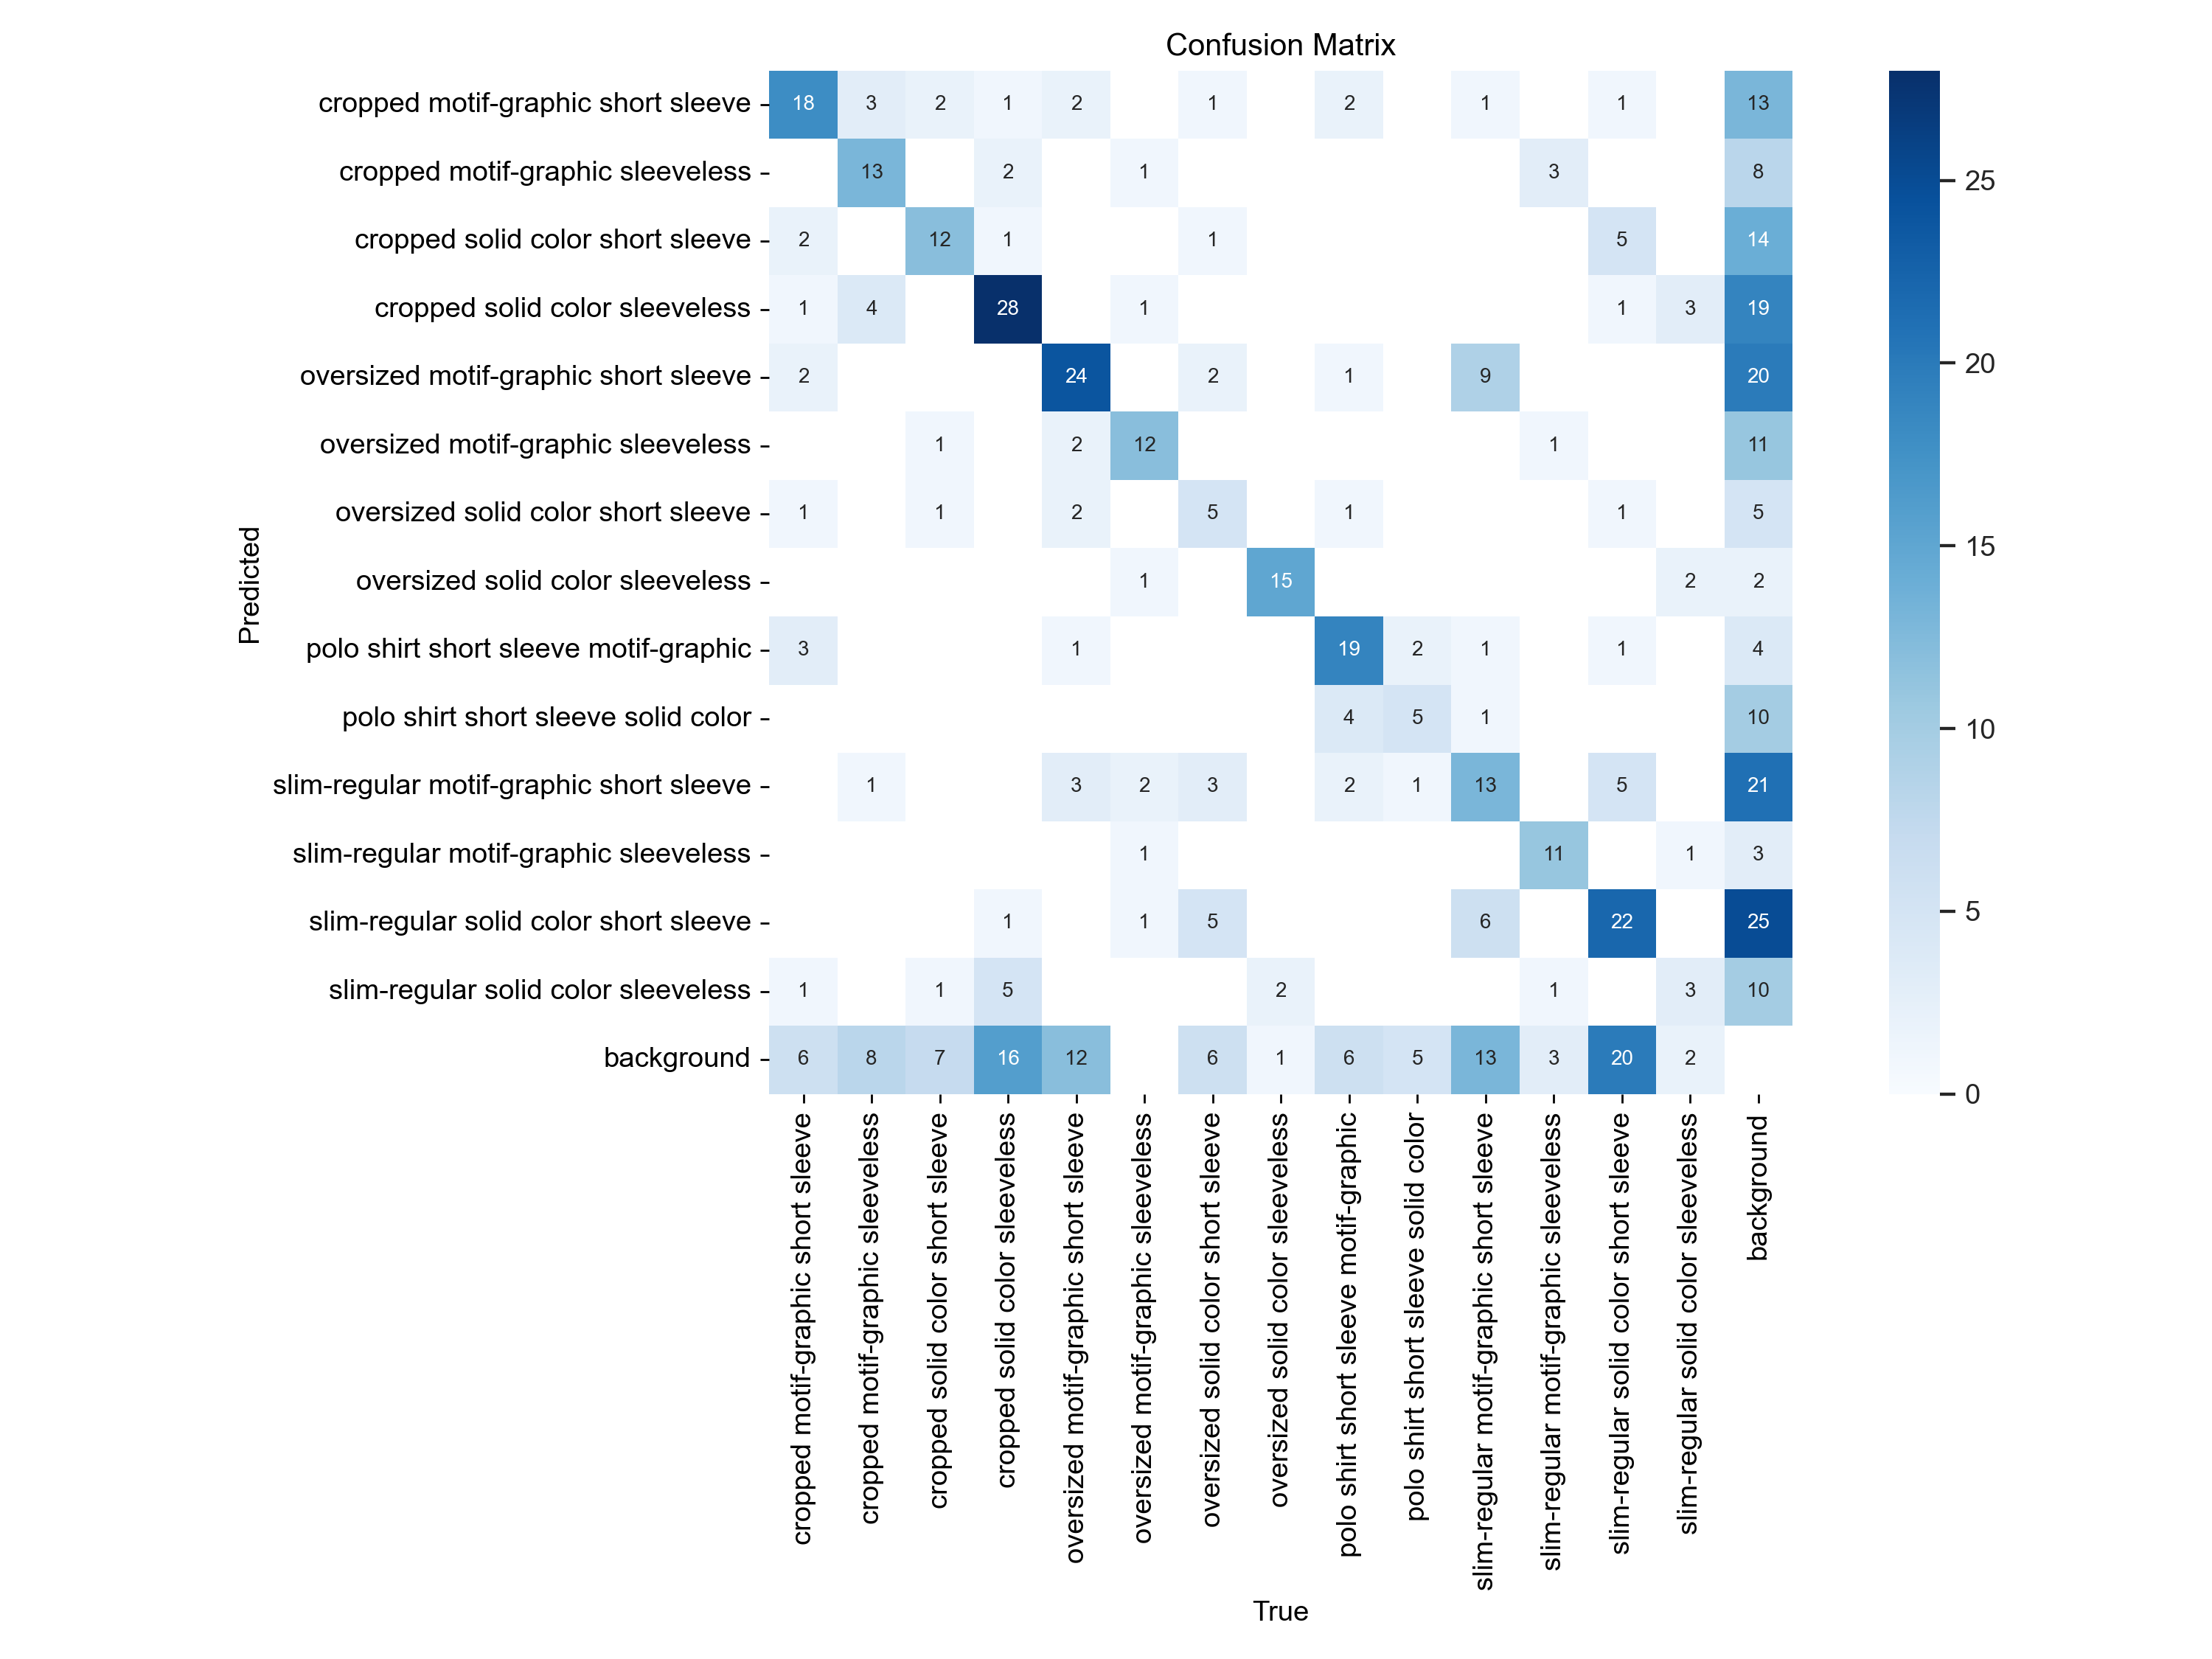 Confusion Matrix
Predicted
cropped motif-graphic short sleeve 18 3 2 1 2 1 2 1 1 13
cropped motif-graphic sleeveless 13 2 1 3 8
cropped solid color short sleeve 2 12 1 1 5 14
cropped solid color sleeveless 1 4 28 1 1 3 19
oversized motif-graphic short sleeve 2 24 2 1 9 20
oversized motif-graphic sleeveless 1 2 12 1 11
oversized solid color short sleeve 1 1 2 5 1 1 5
oversized solid color sleeveless 1 15 2 2
polo shirt short sleeve motif-graphic 3 1 19 2 1 1 4
polo shirt short sleeve solid color 4 5 1 10
slim-regular motif-graphic short sleeve 1 3 2 3 2 1 13 5 21
slim-regular motif-graphic sleeveless 1 11 1 3
slim-regular solid color short sleeve 1 1 5 6 22 25
slim-regular solid color sleeveless 1 1 5 2 1 3 10
background 6 8 7 16 12 6 1 6 5 13 3 20 2
cropped motif-graphic short sleeve
cropped motif-graphic sleeveless
cropped solid color short sleeve
cropped solid color sleeveless
oversized motif-graphic short sleeve
oversized motif-graphic sleeveless
oversized solid color short sleeve
oversized solid color sleeveless
polo shirt short sleeve motif-graphic
polo shirt short sleeve solid color
slim-regular motif-graphic short sleeve
slim-regular motif-graphic sleeveless
slim-regular solid color short sleeve
slim-regular solid color sleeveless
background
True
25
20
15
10
5
0